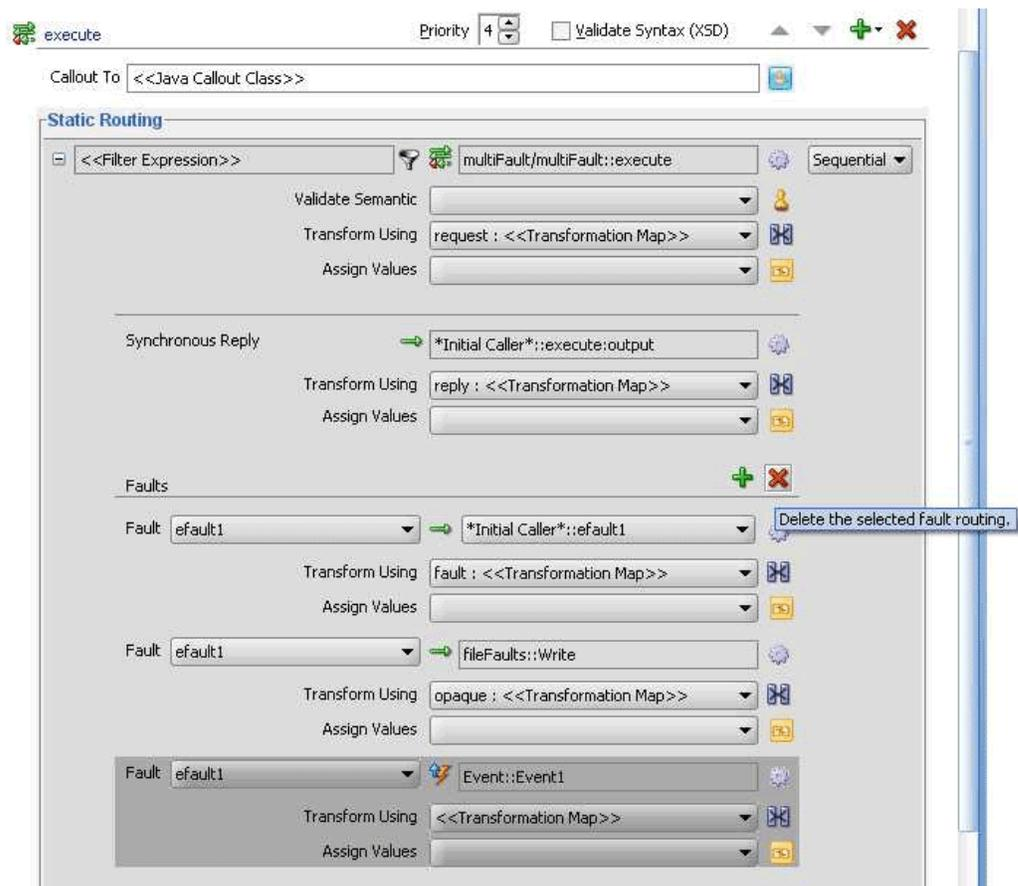 execute Priority 4 Validate Syntax (XSD)
Callout To <<Java Callout Class>>
Static Routing
<<Filter Expression>> multiFault/multiFault::execute Sequential
Validate Semantic
Transform Using request : <<Transformation Map>>
Assign Values
Synchronous Reply *Initial Caller*::execute:output
Transform Using reply : <<Transformation Map>>
Assign Values
Faults
Delete the selected fault routing.
Fault efault1 *Initial Caller*::efault1
Transform Using fault : <<Transformation Map>>
Assign Values
Fault efault1 fileFaults::Write
Transform Using opaque : <<Transformation Map>>
Assign Values
Fault efault1 Event::Event1
Transform Using <<Transformation Map>>
Assign Values